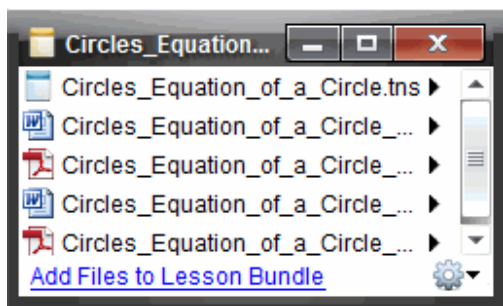 Circles_Equation...
Circles_Equation_of_a_Circle.tns
Circles_Equation_of_a_Circle_...
Circles_Equation_of_a_Circle_...
Circles_Equation_of_a_Circle_...
Circles_Equation_of_a_Circle_...
Add Files to Lesson Bundle